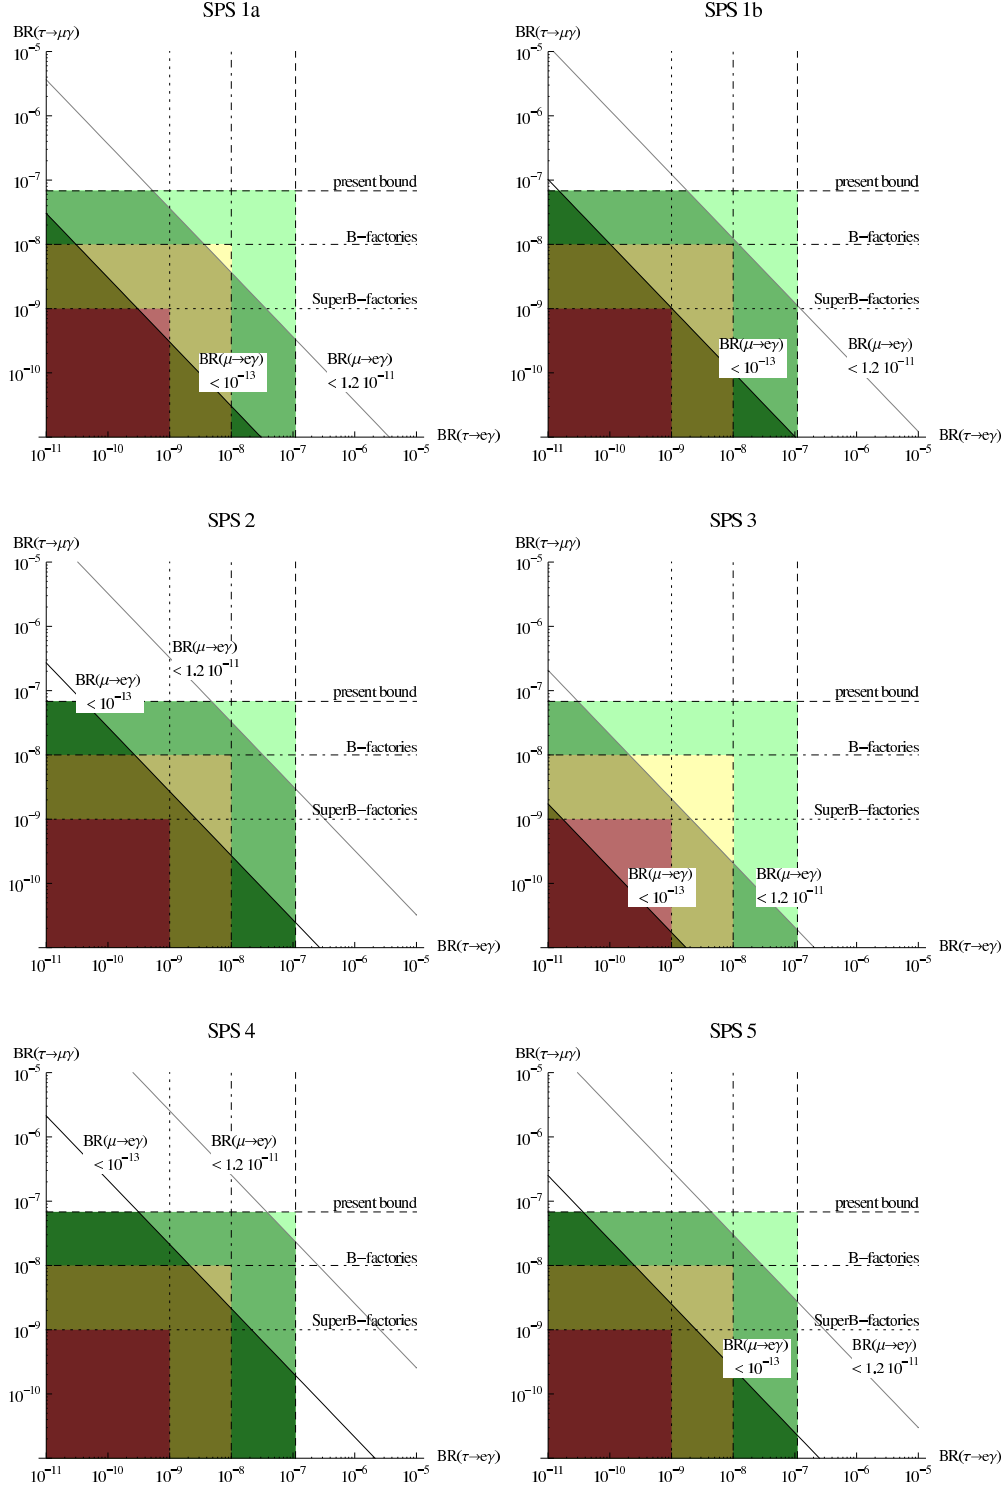 SPS 1a
BR(τ→μγ)
10⁻⁵
10⁻⁶
10⁻⁷
present bound
10⁻⁸
B−factories
10⁻⁹
SuperB−factories
10⁻¹⁰
BR(μ→eγ)
< 10⁻¹³
BR(μ→eγ)
< 1.2 10⁻¹¹
BR(τ→eγ)
10⁻¹¹ 10⁻¹⁰ 10⁻⁹ 10⁻⁸ 10⁻⁷ 10⁻⁶ 10⁻⁵
SPS 1b
BR(τ→μγ)
10⁻⁵
10⁻⁶
10⁻⁷
present bound
10⁻⁸
B−factories
10⁻⁹
SuperB−factories
10⁻¹⁰
BR(μ→eγ)
< 10⁻¹³
BR(μ→eγ)
< 1.2 10⁻¹¹
BR(τ→eγ)
10⁻¹¹ 10⁻¹⁰ 10⁻⁹ 10⁻⁸ 10⁻⁷ 10⁻⁶ 10⁻⁵
SPS 2
BR(τ→μγ)
10⁻⁵
10⁻⁶
BR(μ→eγ)
< 1.2 10⁻¹¹
BR(μ→eγ)
< 10⁻¹³
10⁻⁷
present bound
10⁻⁸
B−factories
10⁻⁹
SuperB−factories
10⁻¹⁰
BR(τ→eγ)
10⁻¹¹ 10⁻¹⁰ 10⁻⁹ 10⁻⁸ 10⁻⁷ 10⁻⁶ 10⁻⁵
SPS 3
BR(τ→μγ)
10⁻⁵
10⁻⁶
10⁻⁷
present bound
10⁻⁸
B−factories
10⁻⁹
SuperB−factories
10⁻¹⁰
BR(μ→eγ)
< 10⁻¹³
BR(μ→eγ)
< 1.2 10⁻¹¹
BR(τ→eγ)
10⁻¹¹ 10⁻¹⁰ 10⁻⁹ 10⁻⁸ 10⁻⁷ 10⁻⁶ 10⁻⁵
SPS 4
BR(τ→μγ)
10⁻⁵
10⁻⁶
BR(μ→eγ)
< 10⁻¹³
BR(μ→eγ)
< 1.2 10⁻¹¹
10⁻⁷
present bound
10⁻⁸
B−factories
10⁻⁹
SuperB−factories
10⁻¹⁰
BR(τ→eγ)
10⁻¹¹ 10⁻¹⁰ 10⁻⁹ 10⁻⁸ 10⁻⁷ 10⁻⁶ 10⁻⁵
SPS 5
BR(τ→μγ)
10⁻⁵
10⁻⁶
10⁻⁷
present bound
10⁻⁸
B−factories
10⁻⁹
SuperB−factories
10⁻¹⁰
BR(μ→eγ)
< 10⁻¹³
BR(μ→eγ)
< 1.2 10⁻¹¹
BR(τ→eγ)
10⁻¹¹ 10⁻¹⁰ 10⁻⁹ 10⁻⁸ 10⁻⁷ 10⁻⁶ 10⁻⁵